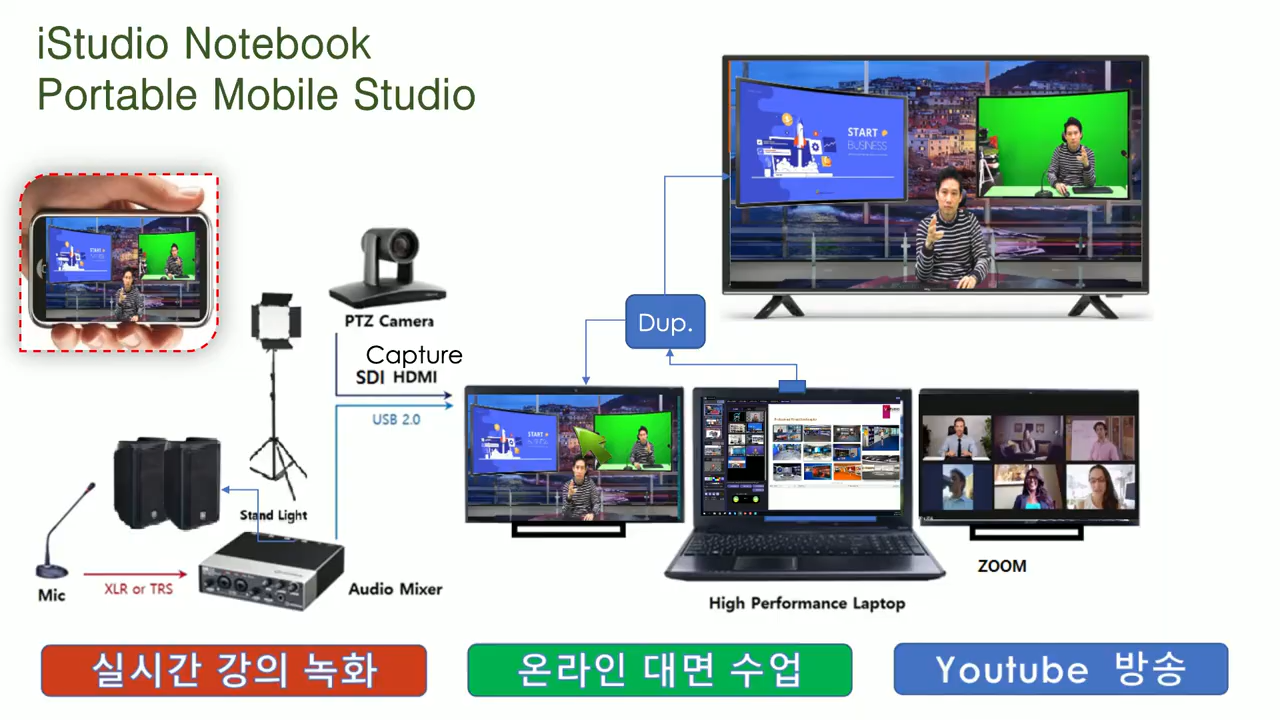 iStudio Notebook
Portable Mobile Studio
START
BUSINESS
PTZ Camera
Dup.
Capture
SDI HDMI
USB 2.0
START
Stand Light
Mic
XLR or TRS
Audio Mixer
ZOOM
High Performance Laptop
실시간 강의 녹화
온라인 대면 수업
Youtube 방송